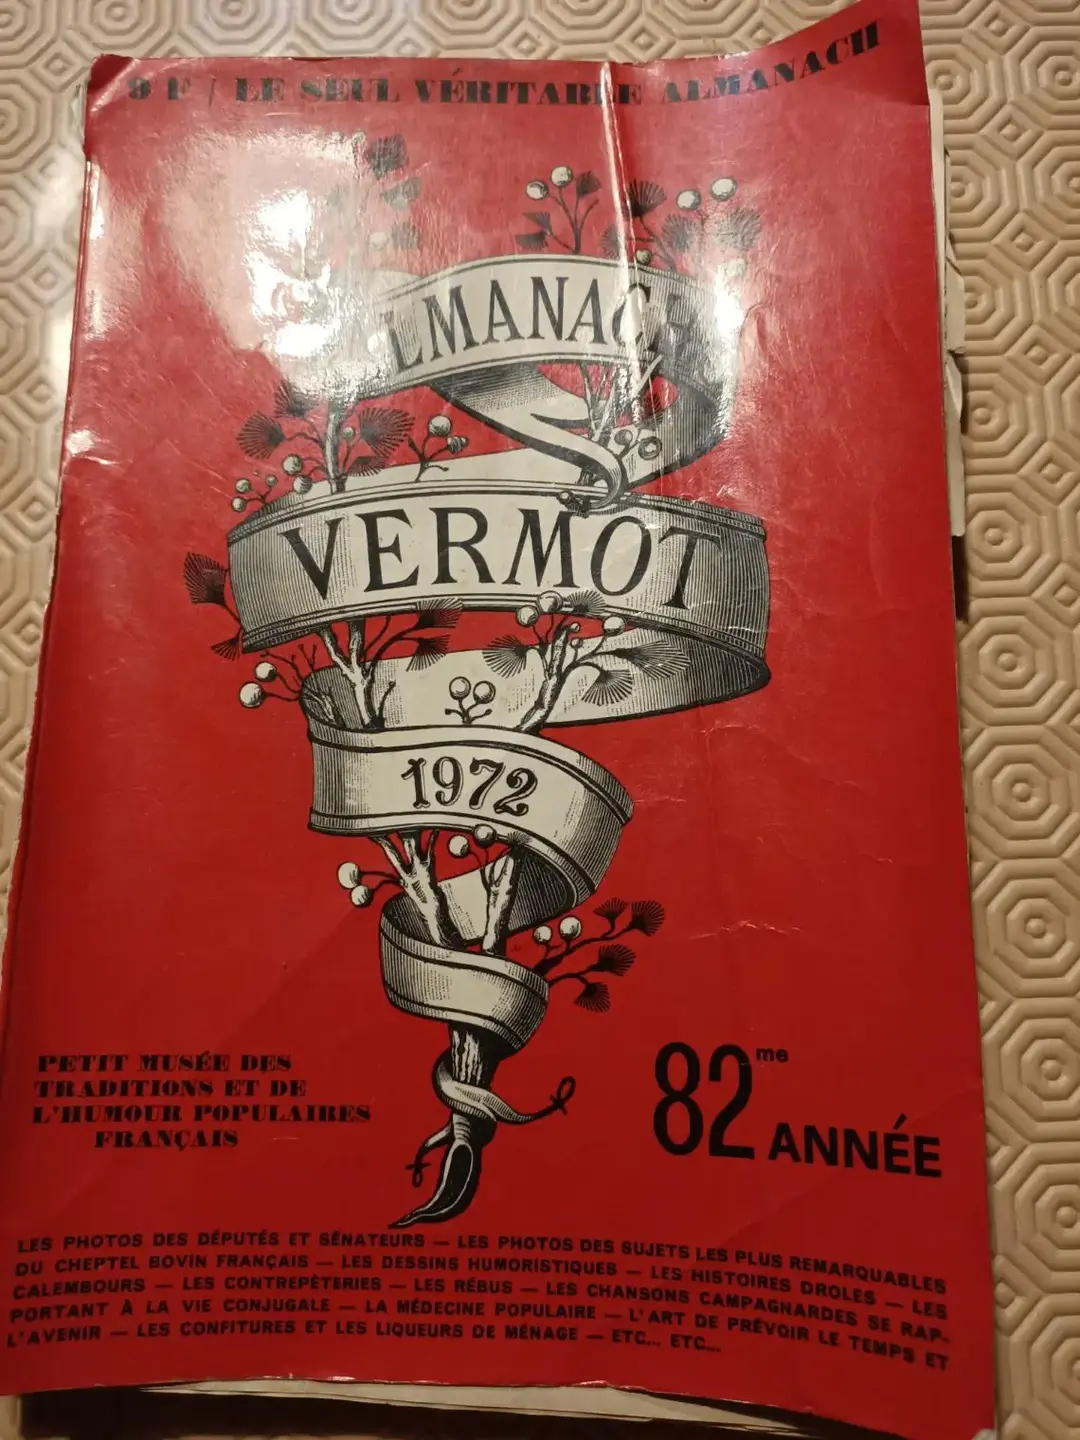 9 F / LE SEUL VÉRITABLE ALMANACH
ALMANACH
VERMOT
1972
PETIT MUSÉE DES
TRADITIONS ET DE
L'HUMOUR POPULAIRES
FRANÇAIS
82me ANNÉE
LES PHOTOS DES DÉPUTÉS ET SÉNATEURS — LES PHOTOS DES SUJETS LES PLUS REMARQUABLES
DU CHEPTEL BOVIN FRANÇAIS — LES DESSINS HUMORISTIQUES — LES HISTOIRES DROLES — LES
CALEMBOURS — LES CONTREPÈTERIES — LES RÉBUS — LES CHANSONS CAMPAGNARDES SE RAP-
PORTANT À LA VIE CONJUGALE — LA MÉDECINE POPULAIRE — L'ART DE PRÉVOIR LE TEMPS ET
L'AVENIR — LES CONFITURES ET LES LIQUEURS DE MÉNAGE — ETC... ETC...